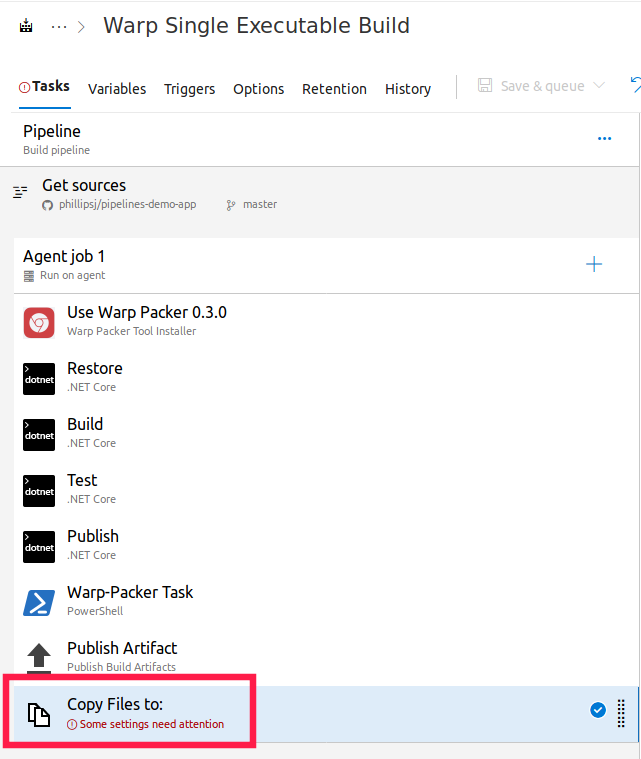 ... > Warp Single Executable Build
Tasks Variables Triggers Options Retention History Save & queue
Pipeline
Build pipeline
...
Get sources
phillipsj/pipelines-demo-app master
Agent job 1
Run on agent
Use Warp Packer 0.3.0
Warp Packer Tool Installer
>
dotnet
Restore
.NET Core
>
dotnet
Build
.NET Core
>
dotnet
Test
.NET Core
>
dotnet
Publish
.NET Core
Warp-Packer Task
PowerShell
Publish Artifact
Publish Build Artifacts
Copy Files to:
Some settings need attention